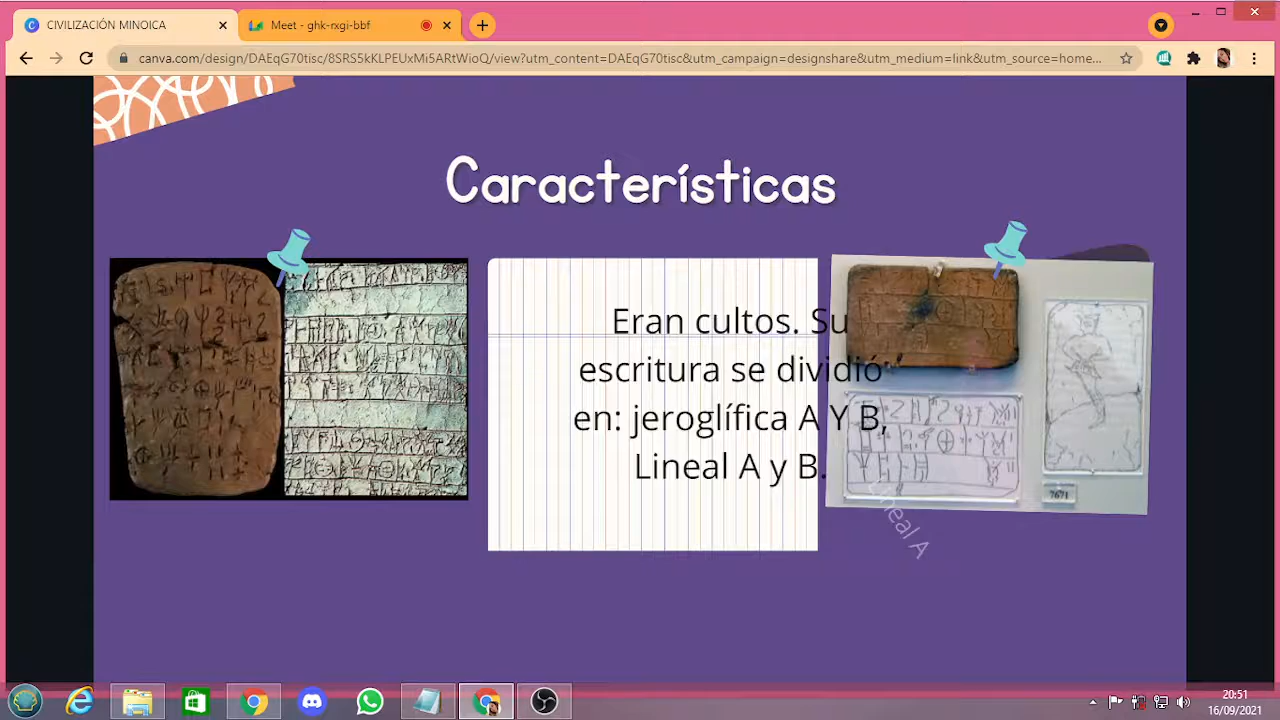 CIVILIZACIÓN MINOICA
Meet - ghk-rxgi-bbf
canva.com/design/DAEqG70tisc/8SRS5kKLPEUxMi5ARtWioQ/view?utm_content=DAEqG70tisc&utm_campaign=designshare&utm_medium=link&utm_source=home...
Características
Eran cultos. Su
escritura se dividió
en: jeroglífica A Y B,
Lineal A y B.
7671
Lineal A
20:51
16/09/2021